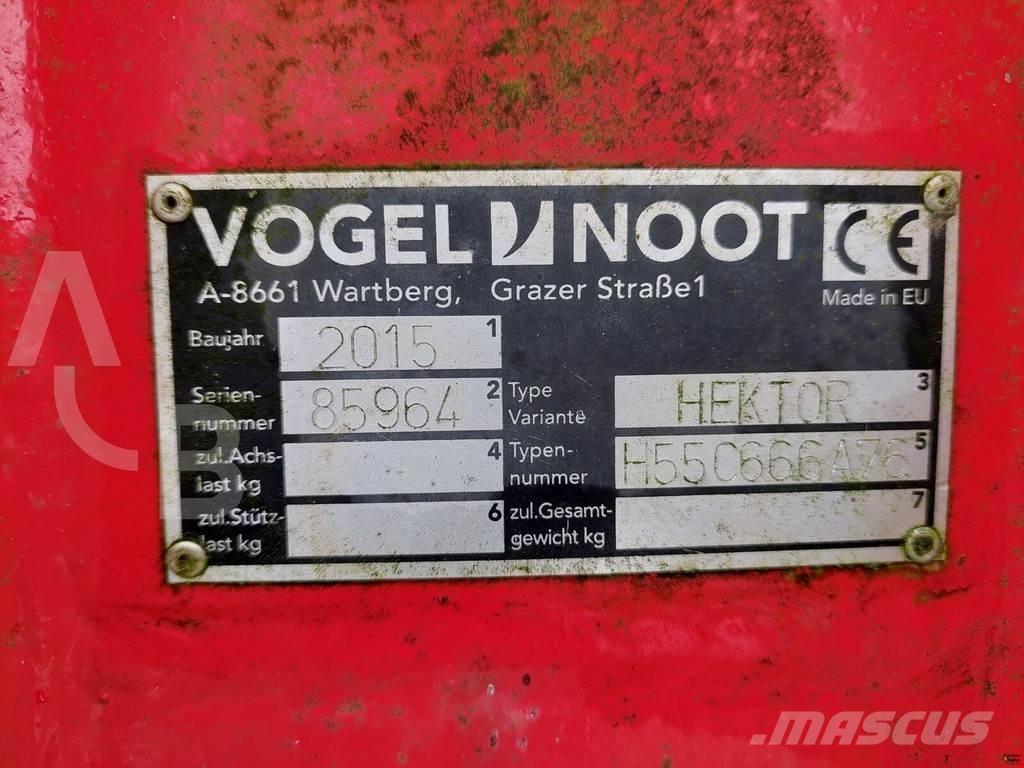 VOGEL NOOT CE
A-8661 Wartberg, Grazer Straße1
Made in EU
Baujahr 2015 1
Serien-nummer 85964 2
Type Variante HEKTOR 3
zul.Achs-last kg 4
Typen-nummer H55C666A76 5
zul.Stütz-last kg 6
zul.Gesamt-gewicht kg 7
MASCUS